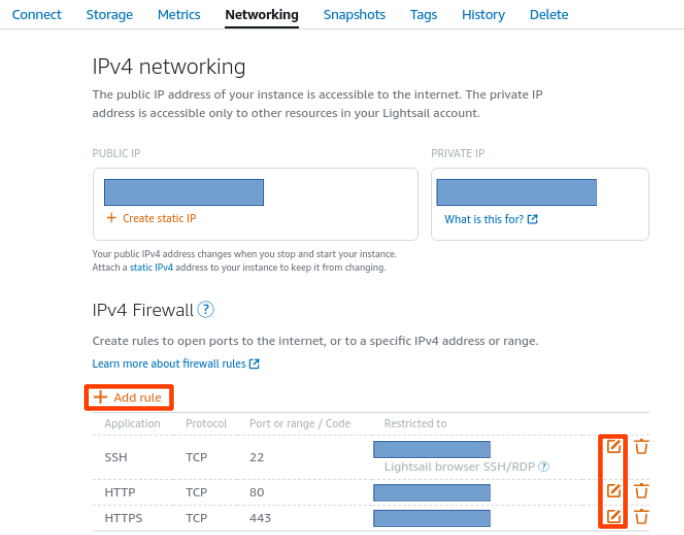 Connect Storage Metrics Networking Snapshots Tags History Delete
IPv4 networking
The public IP address of your instance is accessible to the internet. The private IP
address is accessible only to other resources in your Lightsail account.
PUBLIC IP PRIVATE IP
+ Create static IP What is this for?
Your public IPv4 address changes when you stop and start your instance.
Attach a static IPv4 address to your instance to keep it from changing.
IPv4 Firewall ?
Create rules to open ports to the internet, or to a specific IPv4 address or range.
Learn more about firewall rules
+ Add rule
Application Protocol Port or range / Code Restricted to
SSH TCP 22
Lightsail browser SSH/RDP ?
HTTP TCP 80
HTTPS TCP 443